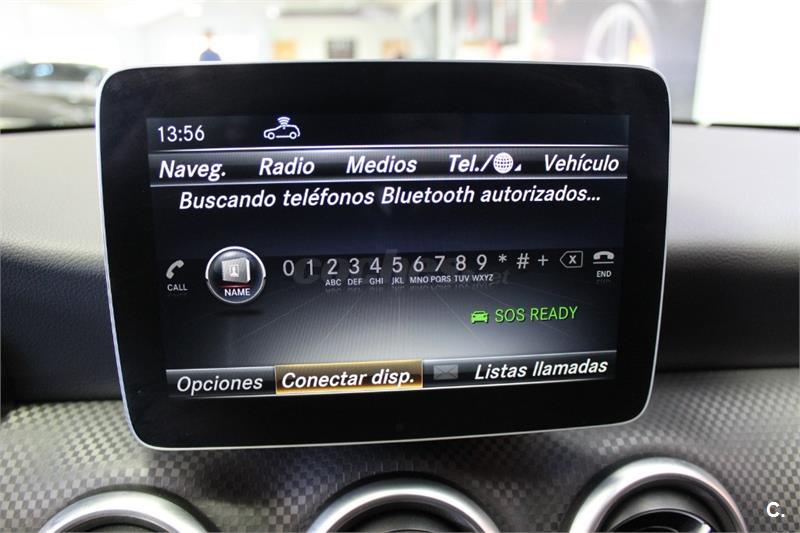 13:56
Naveg. Radio Medios Tel./ Vehículo
Buscando teléfonos Bluetooth autorizados...
CALL NAME 0 1 2 3 4 5 6 7 8 9 * # + END
ABC DEF GHI JKL MNO PQRS TUV WXYZ
SOS READY
Opciones Conectar disp. Listas llamadas
C.